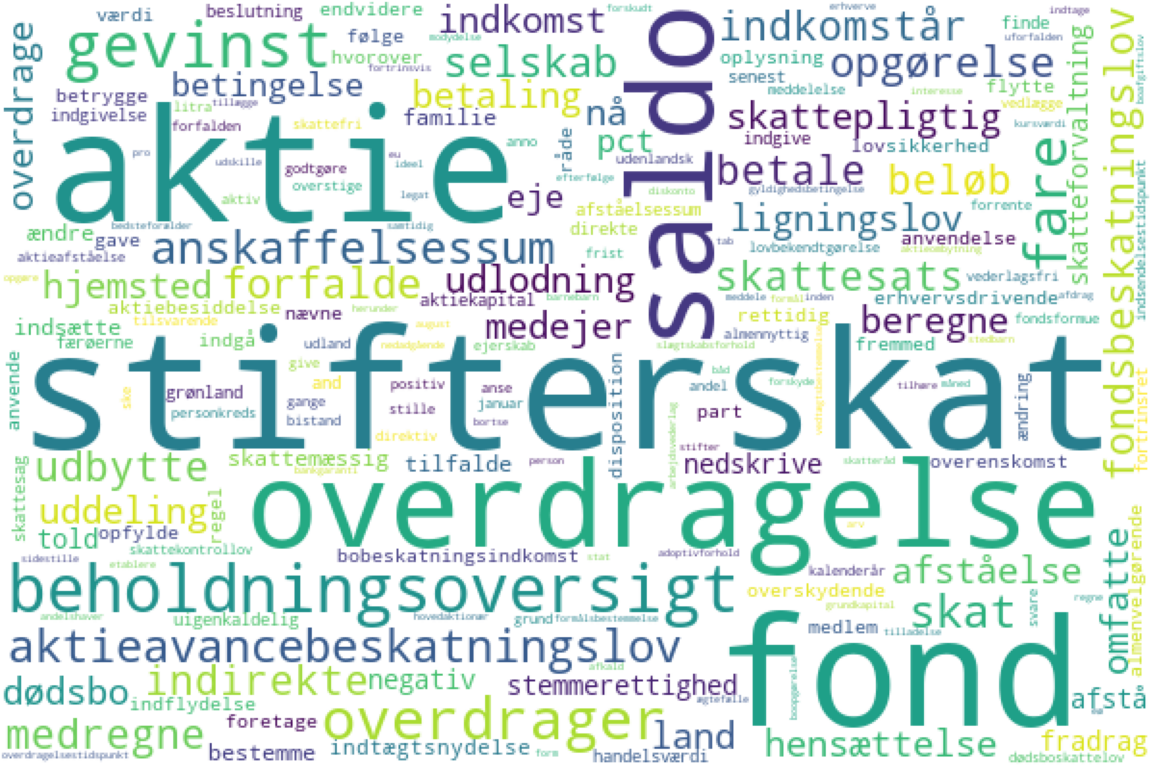 værdi
beslutning
endvidere
forskudt
erhverve
indtage
overdrage
gevinst
følge
modydelse
indkomst
saldo
indkomstår
finde
uforfalden
hvorover
fortrinsvis
selskab
oplysning
opgørelse
skatteforvaltning
fondsbeskatningslov
indsendelsestidspunkt
boafgiftslov
betingelse
senest
meddelelse
interesse
flytte
betrygge
litra
tillægge
betaling
nå
kursværdi
vedlægge
indgivelse
forfalden
skattefri
familie
skattepligtig
aktie
anno
råde
pct
indgive
lovsikkerhed
fare
pro
udskille
eu
godtgøre
ideel
udenlandsk
betale
beløb
overstige
efterfølge
gyldighedsbetingelse
aktiv
legat
eje
diskonto
forrente
afståelsessum
ligningslov
bedsteforælder
samtidig
direkte
ændre
gave
anskaffelsessum
tab
lovbekendtgørelse
aktieombytning
anvendelse
aktieafståelse
frist
vederlagsfri
opgøre
hjemsted
forfalde
udlodning
skattesats
afdrag
barnebarn
aktiebesiddelse
herunder
aktiekapital
meddele
formål
inden
erhvervsdrivende
indsætte
tilsvarende
nævne
august
medejer
rettidig
beregne
fondsformue
færøerne
indgå
udland
nedadgående
ejerskab
almennyttig
fremmed
stedbarn
slægtskabsforhold
stifterskat
anvende
ske
give
and
positiv
anse
disposition
båd
vedtægtsbestemmelse
grønland
andel
forskyde
tilhøre
måned
ændring
fortrinsret
personkreds
gange
stille
januar
part
bistand
bortse
stifter
direktiv
arbejdsvederlag
skattesag
udbytte
skattemæssig
bankgaranti
tilfalde
person
nedskrive
skatteråd
overenskomst
overdragelse
uddeling
regel
told
opfylde
skattekontrollov
arv
almenvelgørende
omfatte
sidestille
etablere
bobeskatningsindkomst
stat
adoptivforhold
kalenderår
afståelse
beholdningsoversigt
overskydende
skat
svare
regne
andelshaver
uigenkaldelig
hovedaktionær
grund
formålsbestemmelse
grundkapital
medlem
tilladelse
fond
aktieavancebeskatningslov
afkald
boopgørelse
dødsbo
indirekte
negativ
stemmerettighed
ægtefælle
afstå
indflydelse
medregne
foretage
overdrager
land
fradrag
overdragelsestidspunkt
bestemme
indtægtsnydelse
form
handelsværdi
hensættelse
dødsboskattelov